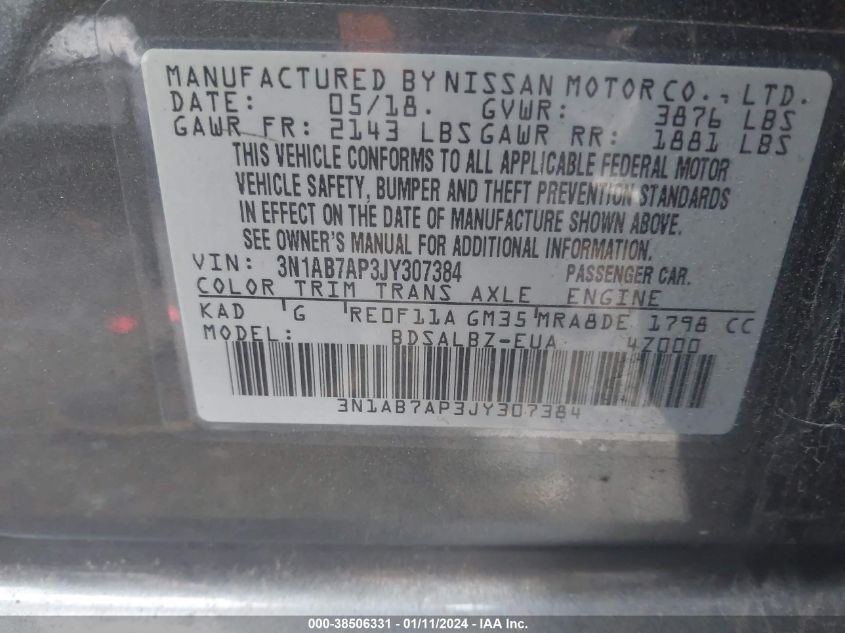 MANUFACTURED BY NISSAN MOTOR CO., LTD.
DATE: 05/18. GVWR: 3876 LBS
GAWR FR: 2143 LBS GAWR RR: 1881 LBS
THIS VEHICLE CONFORMS TO ALL APPLICABLE FEDERAL MOTOR
VEHICLE SAFETY, BUMPER AND THEFT PREVENTION STANDARDS
IN EFFECT ON THE DATE OF MANUFACTURE SHOWN ABOVE.
SEE OWNER'S MANUAL FOR ADDITIONAL INFORMATION.
VIN: 3N1AB7AP3JY307384 PASSENGER CAR.
COLOR TRIM TRANS AXLE ENGINE
KAD G RE0F11A GM35 MRA8DE 1798 CC
MODEL: BDSALBZ-EUA 4Z000
3N1AB7AP3JY307384
000-38506331 - 01/11/2024 - IAAI.com.